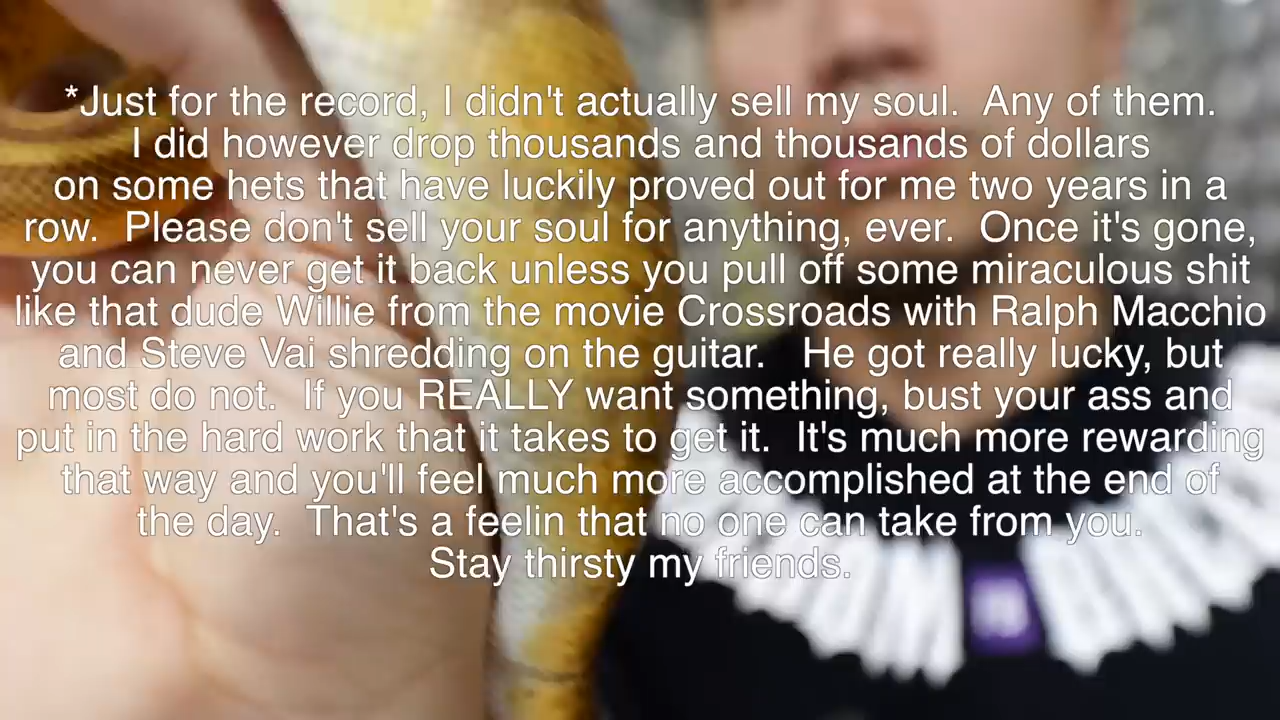 *Just for the record, I didn't actually sell my soul.  Any of them.
I did however drop thousands and thousands of dollars
on some hets that have luckily proved out for me two years in a
row.  Please don't sell your soul for anything, ever.  Once it's gone,
you can never get it back unless you pull off some miraculous shit
like that dude Willie from the movie Crossroads with Ralph Macchio
and Steve Vai shredding on the guitar.   He got really lucky, but
most do not.  If you REALLY want something, bust your ass and
put in the hard work that it takes to get it.  It's much more rewarding
that way and you'll feel much more accomplished at the end of
the day.  That's a feelin that no one can take from you.
Stay thirsty my friends.